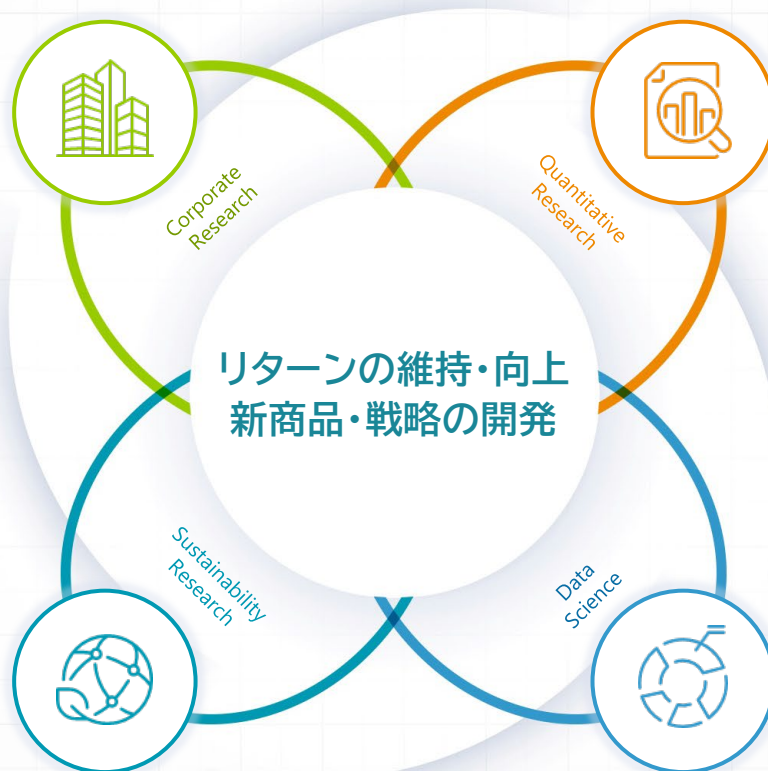 Corporate
Research
Quantitative
Research
リターンの維持・向上
新商品・戦略の開発
Sustainability
Research
Data
Science